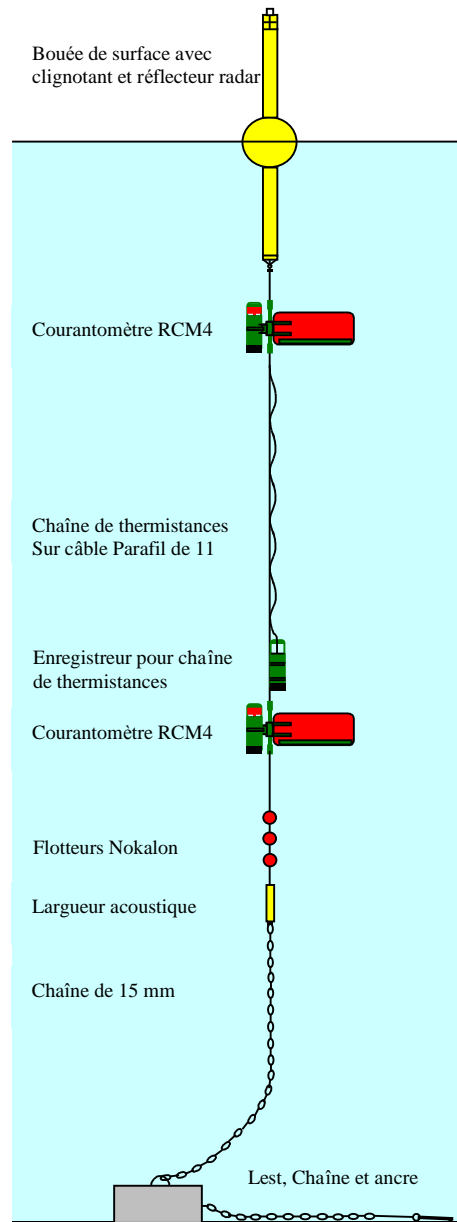 Bouée de surface avec
clignotant et réflecteur radar
Courantomètre RCM4
Chaîne de thermistances
Sur câble Parafil de 11
Enregistreur pour chaîne
de thermistances
Courantomètre RCM4
Flotteurs Nokalon
Largueur acoustique
Chaîne de 15 mm
Lest, Chaîne et ancre